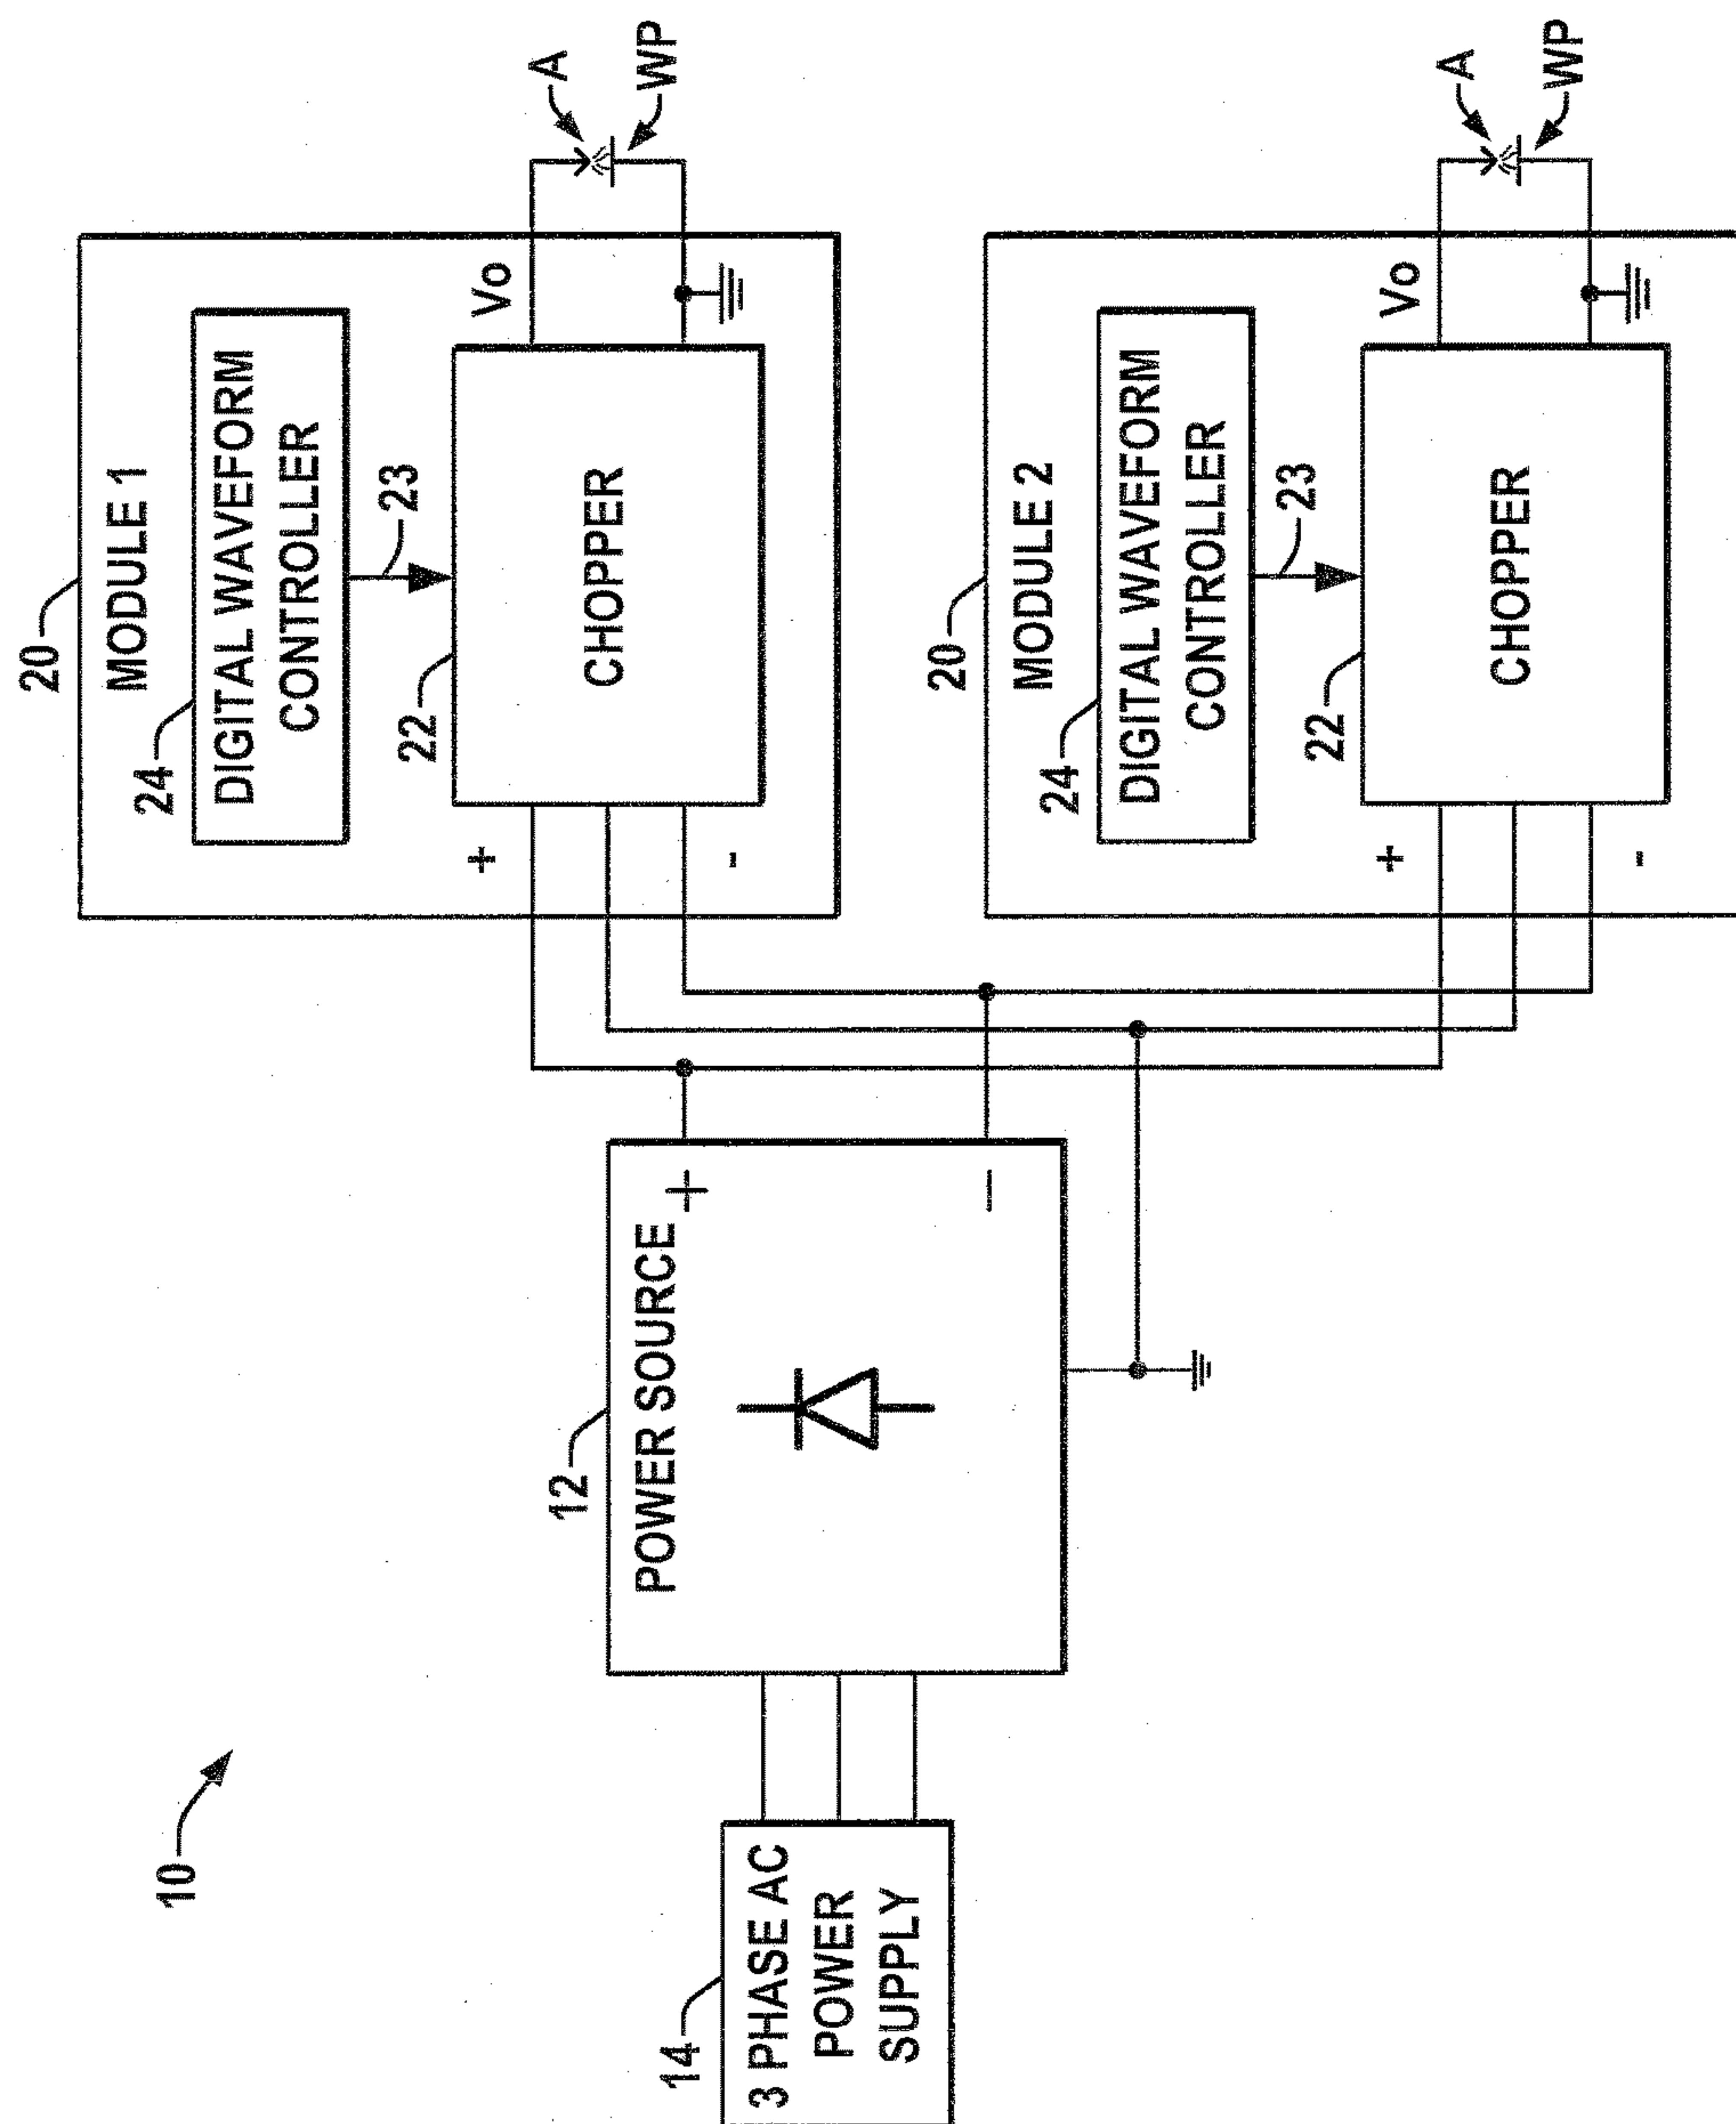 10
14
3 PHASE AC
POWER
SUPPLY
12
POWER SOURCE
+
−
20
MODULE 1
24
DIGITAL WAVEFORM
CONTROLLER
23
22
CHOPPER
+
-
Vo
A
WP
20
MODULE 2
24
DIGITAL WAVEFORM
CONTROLLER
23
22
CHOPPER
+
-
Vo
A
WP